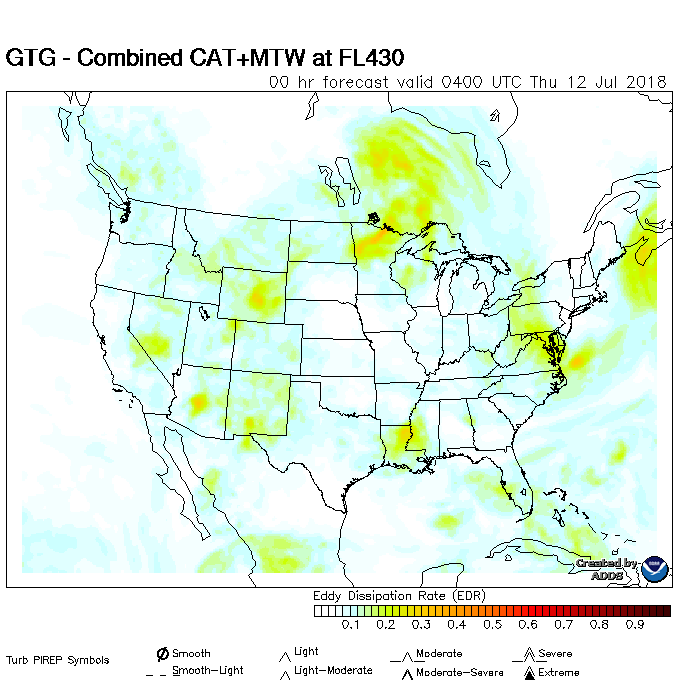 GTG - Combined CAT+MTW at FL430
00 hr forecast valid 0400 UTC Thu 12 Jul 2018
Created by
ADDS
Eddy Dissipation Rate (EDR)
0.1 0.2 0.3 0.4 0.5 0.6 0.7 0.8 0.9
Turb PIREP Symbols
Smooth Light Moderate Severe
Smooth-Light Light-Moderate Moderate-Severe Extreme